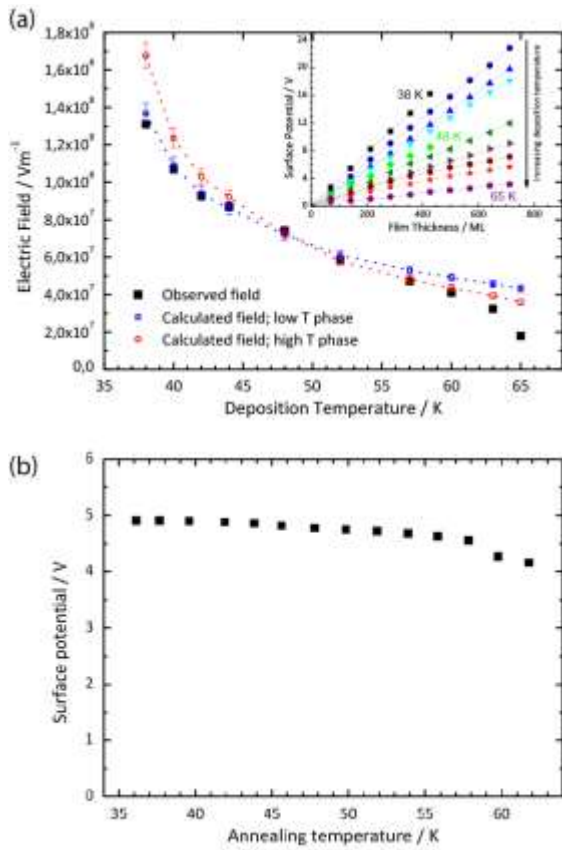 (a)
1,8x10⁸
1,6x10⁸
1,4x10⁸
1,2x10⁸
1,0x10⁸
8,0x10⁷
6,0x10⁷
4,0x10⁷
2,0x10⁷
0,0
Electric Field / Vm⁻¹
Observed field
Calculated field; low T phase
Calculated field; high T phase
35 40 45 50 55 60 65
Deposition Temperature / K
24
20
16
12
8
4
0
Surface Potential / V
38 K
48 K
65 K
0 200 400 600 800
Film Thickness / ML
Increasing deposition temperature
(b)
6
5
4
3
2
1
0
Surface potential / V
35 40 45 50 55 60
Annealing temperature / K